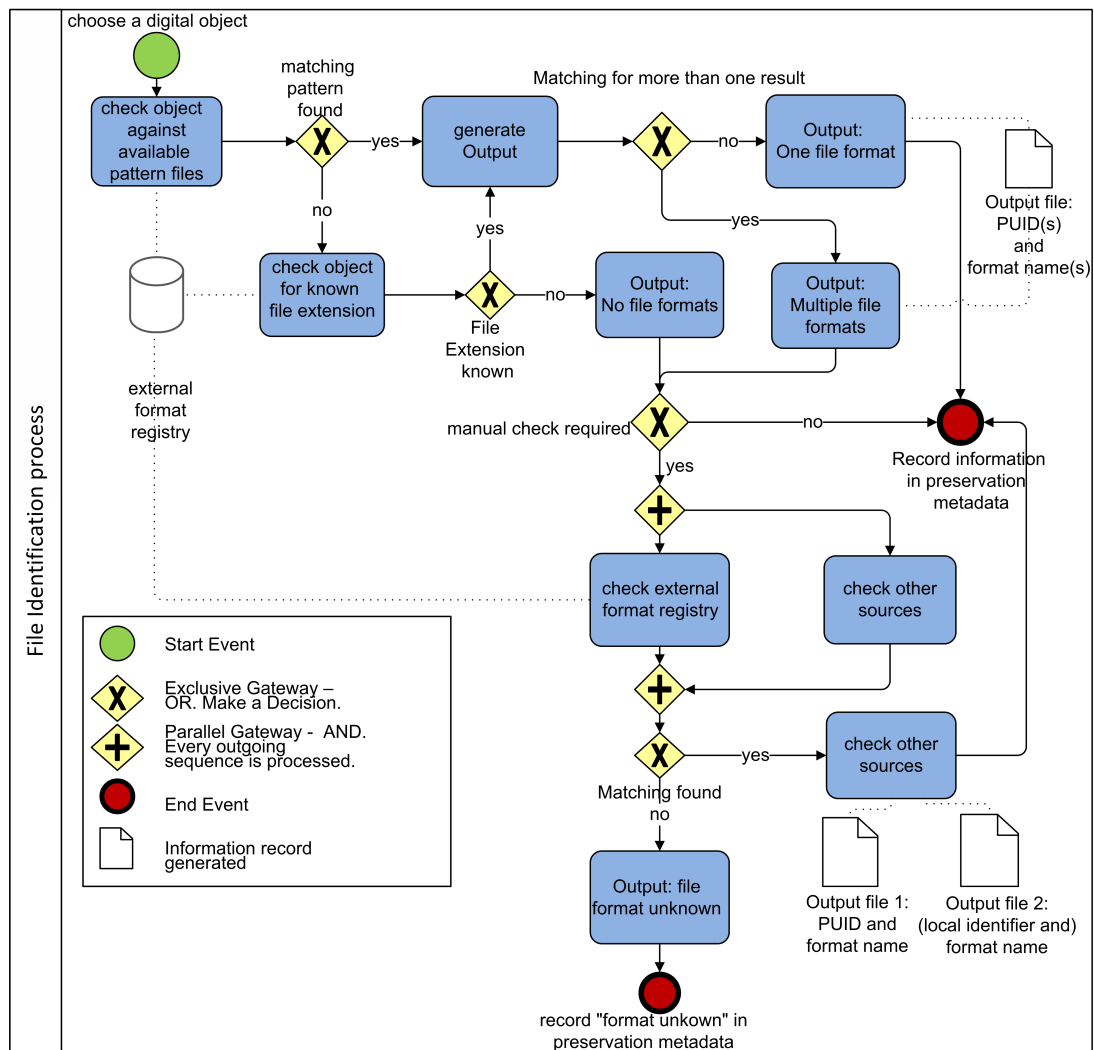 choose a digital object
matching
pattern
found
Matching for more than one result
check object
against
available
pattern files
yes
generate
Output
no
Output:
One file format
Output file:
PUID(s)
and
format name(s)
no
yes
yes
check object
for known
file extension
no
File
Extension
known
Output:
No file formats
Output:
Multiple file
formats
external
format
registry
manual check required
no
yes
Record information
in preservation
metadata
File Identification process
check external
format registry
check other
sources
Start Event
Exclusive Gateway –
OR. Make a Decision.
Parallel Gateway - AND.
Every outgoing
sequence is processed.
End Event
Information record
generated
yes
check other
sources
Matching found
no
Output: file
format unknown
Output file 1:
PUID and
format name
Output file 2:
(local identifier and)
format name
record "format unkown" in
preservation metadata